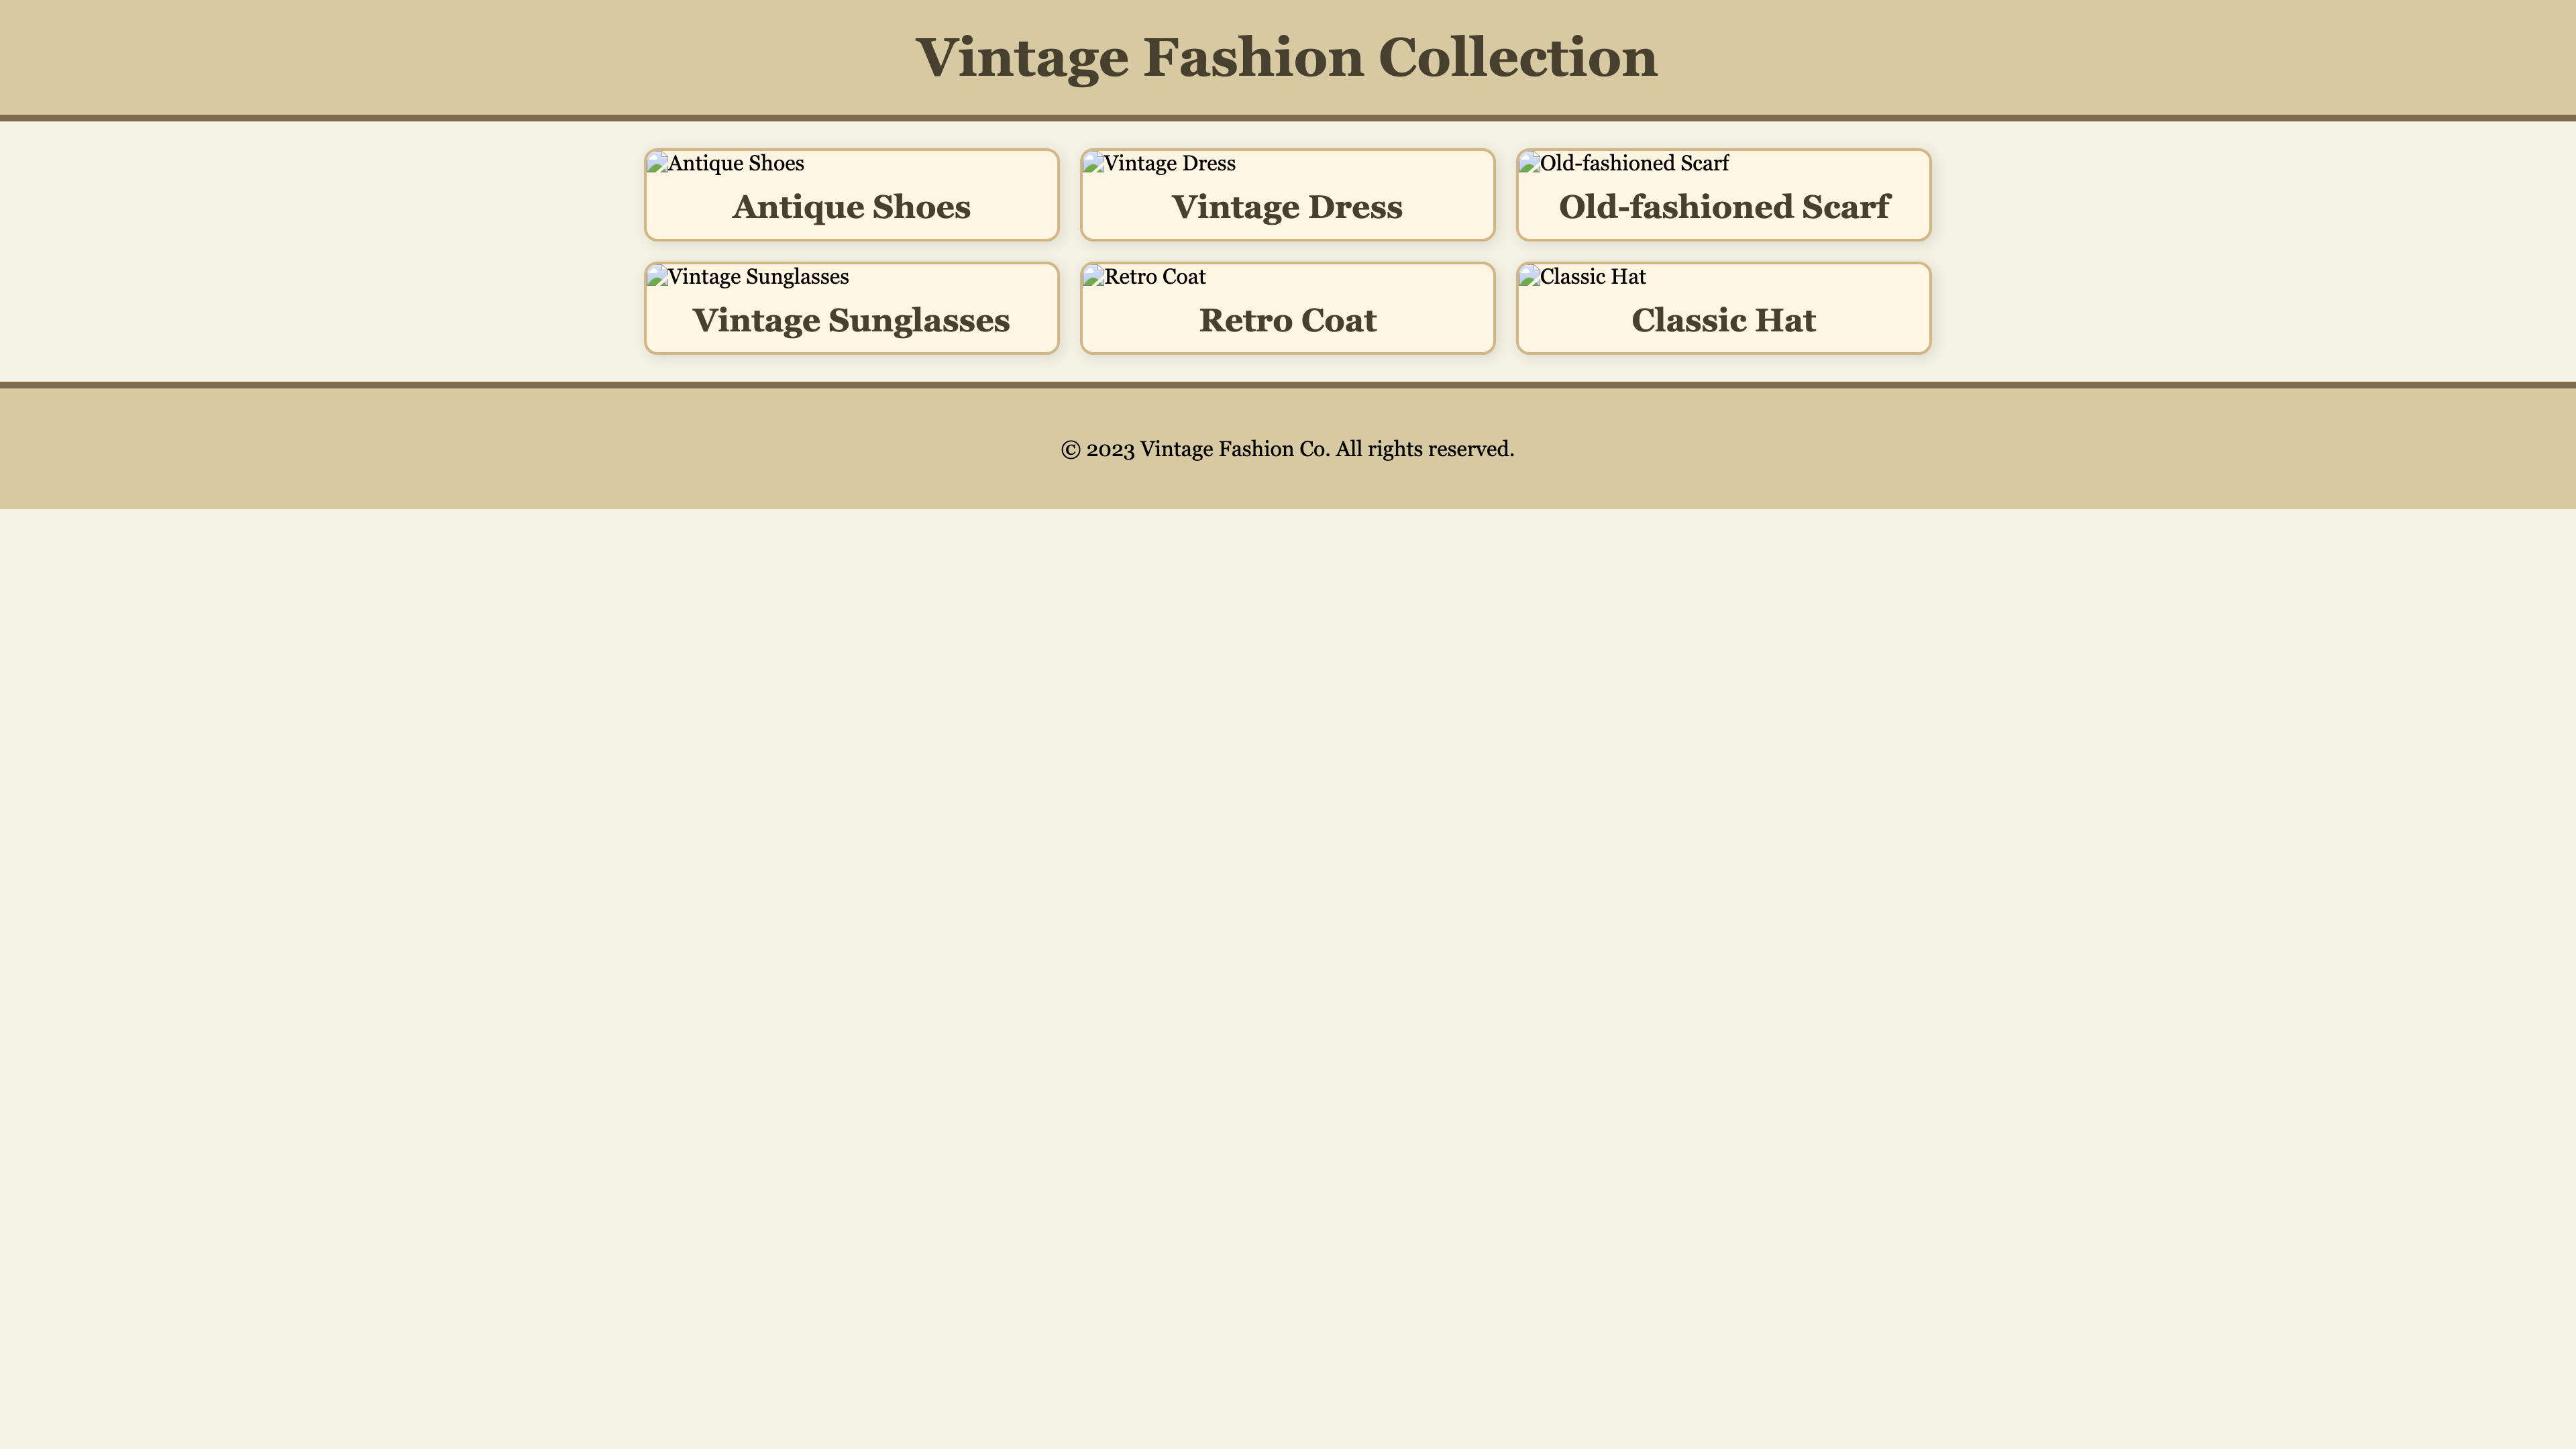 Vintage Fashion Collection
Antique Shoes
Antique Shoes
Vintage Dress
Vintage Dress
Old-fashioned Scarf
Old-fashioned Scarf
Vintage Sunglasses
Vintage Sunglasses
Retro Coat
Retro Coat
Classic Hat
Classic Hat
© 2023 Vintage Fashion Co. All rights reserved.